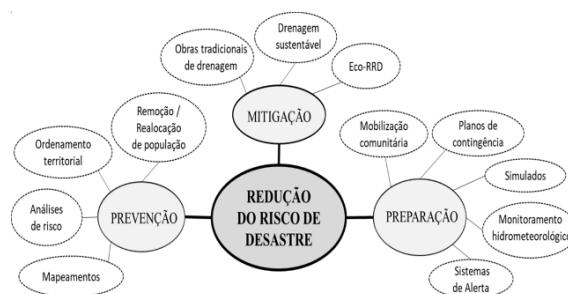 Drenagem
sustentável
Obras tradicionais
de drenagem
Eco-RRD
MITIGAÇÃO
Remoção /
Realocação
de população
Ordenamento
territorial
Análises
de risco
Mapeamentos
PREVENÇÃO
REDUÇÃO
DO RISCO DE
DESASTRE
Mobilização
comunitária
Planos de
contingência
Simulados
Monitoramento
hidrometeorológico
Sistemas
de Alerta
PREPARAÇÃO